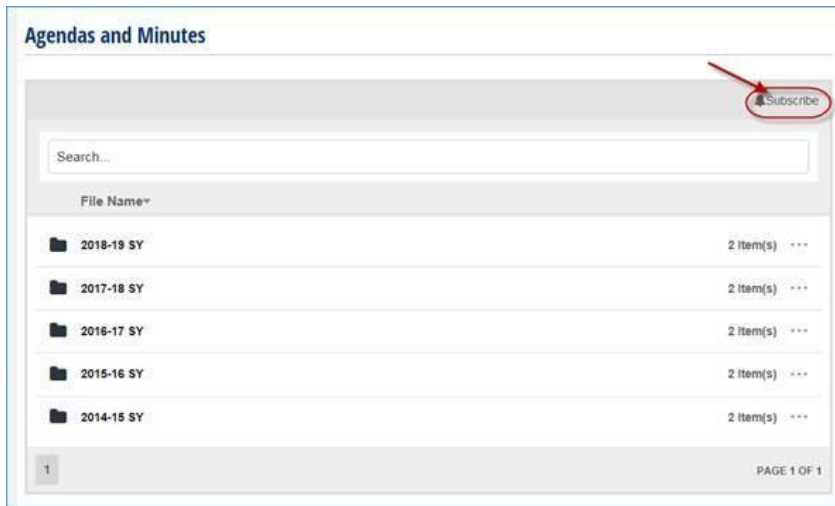 Agendas and Minutes
Subscribe
Search...
File Name
2018-19 SY 2 Item(s) ...
2017-18 SY 2 Item(s) ...
2016-17 SY 2 Item(s) ...
2015-16 SY 2 Item(s) ...
2014-15 SY 2 Item(s) ...
1 PAGE 1 OF 1